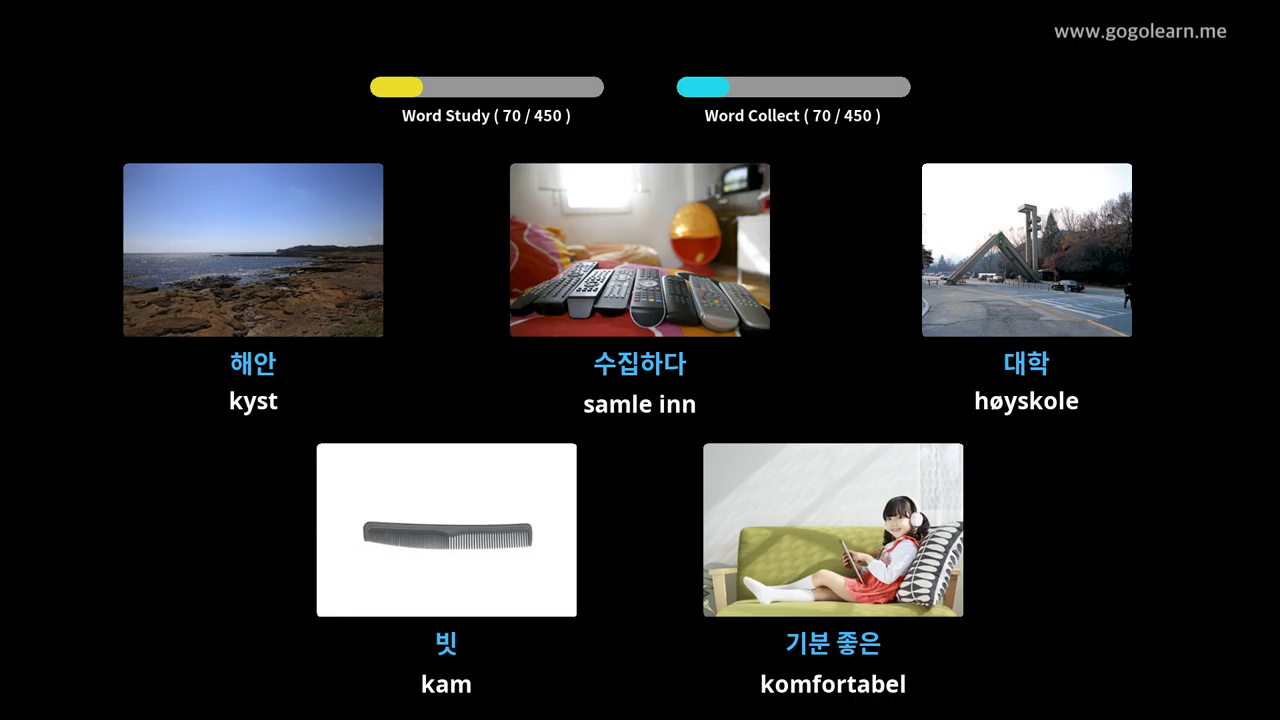 www.gogolearn.me
Word Study ( 70 / 450 )
Word Collect ( 70 / 450 )
해안
kyst
수집하다
samle inn
대학
høyskole
빗
kam
기분 좋은
komfortabel